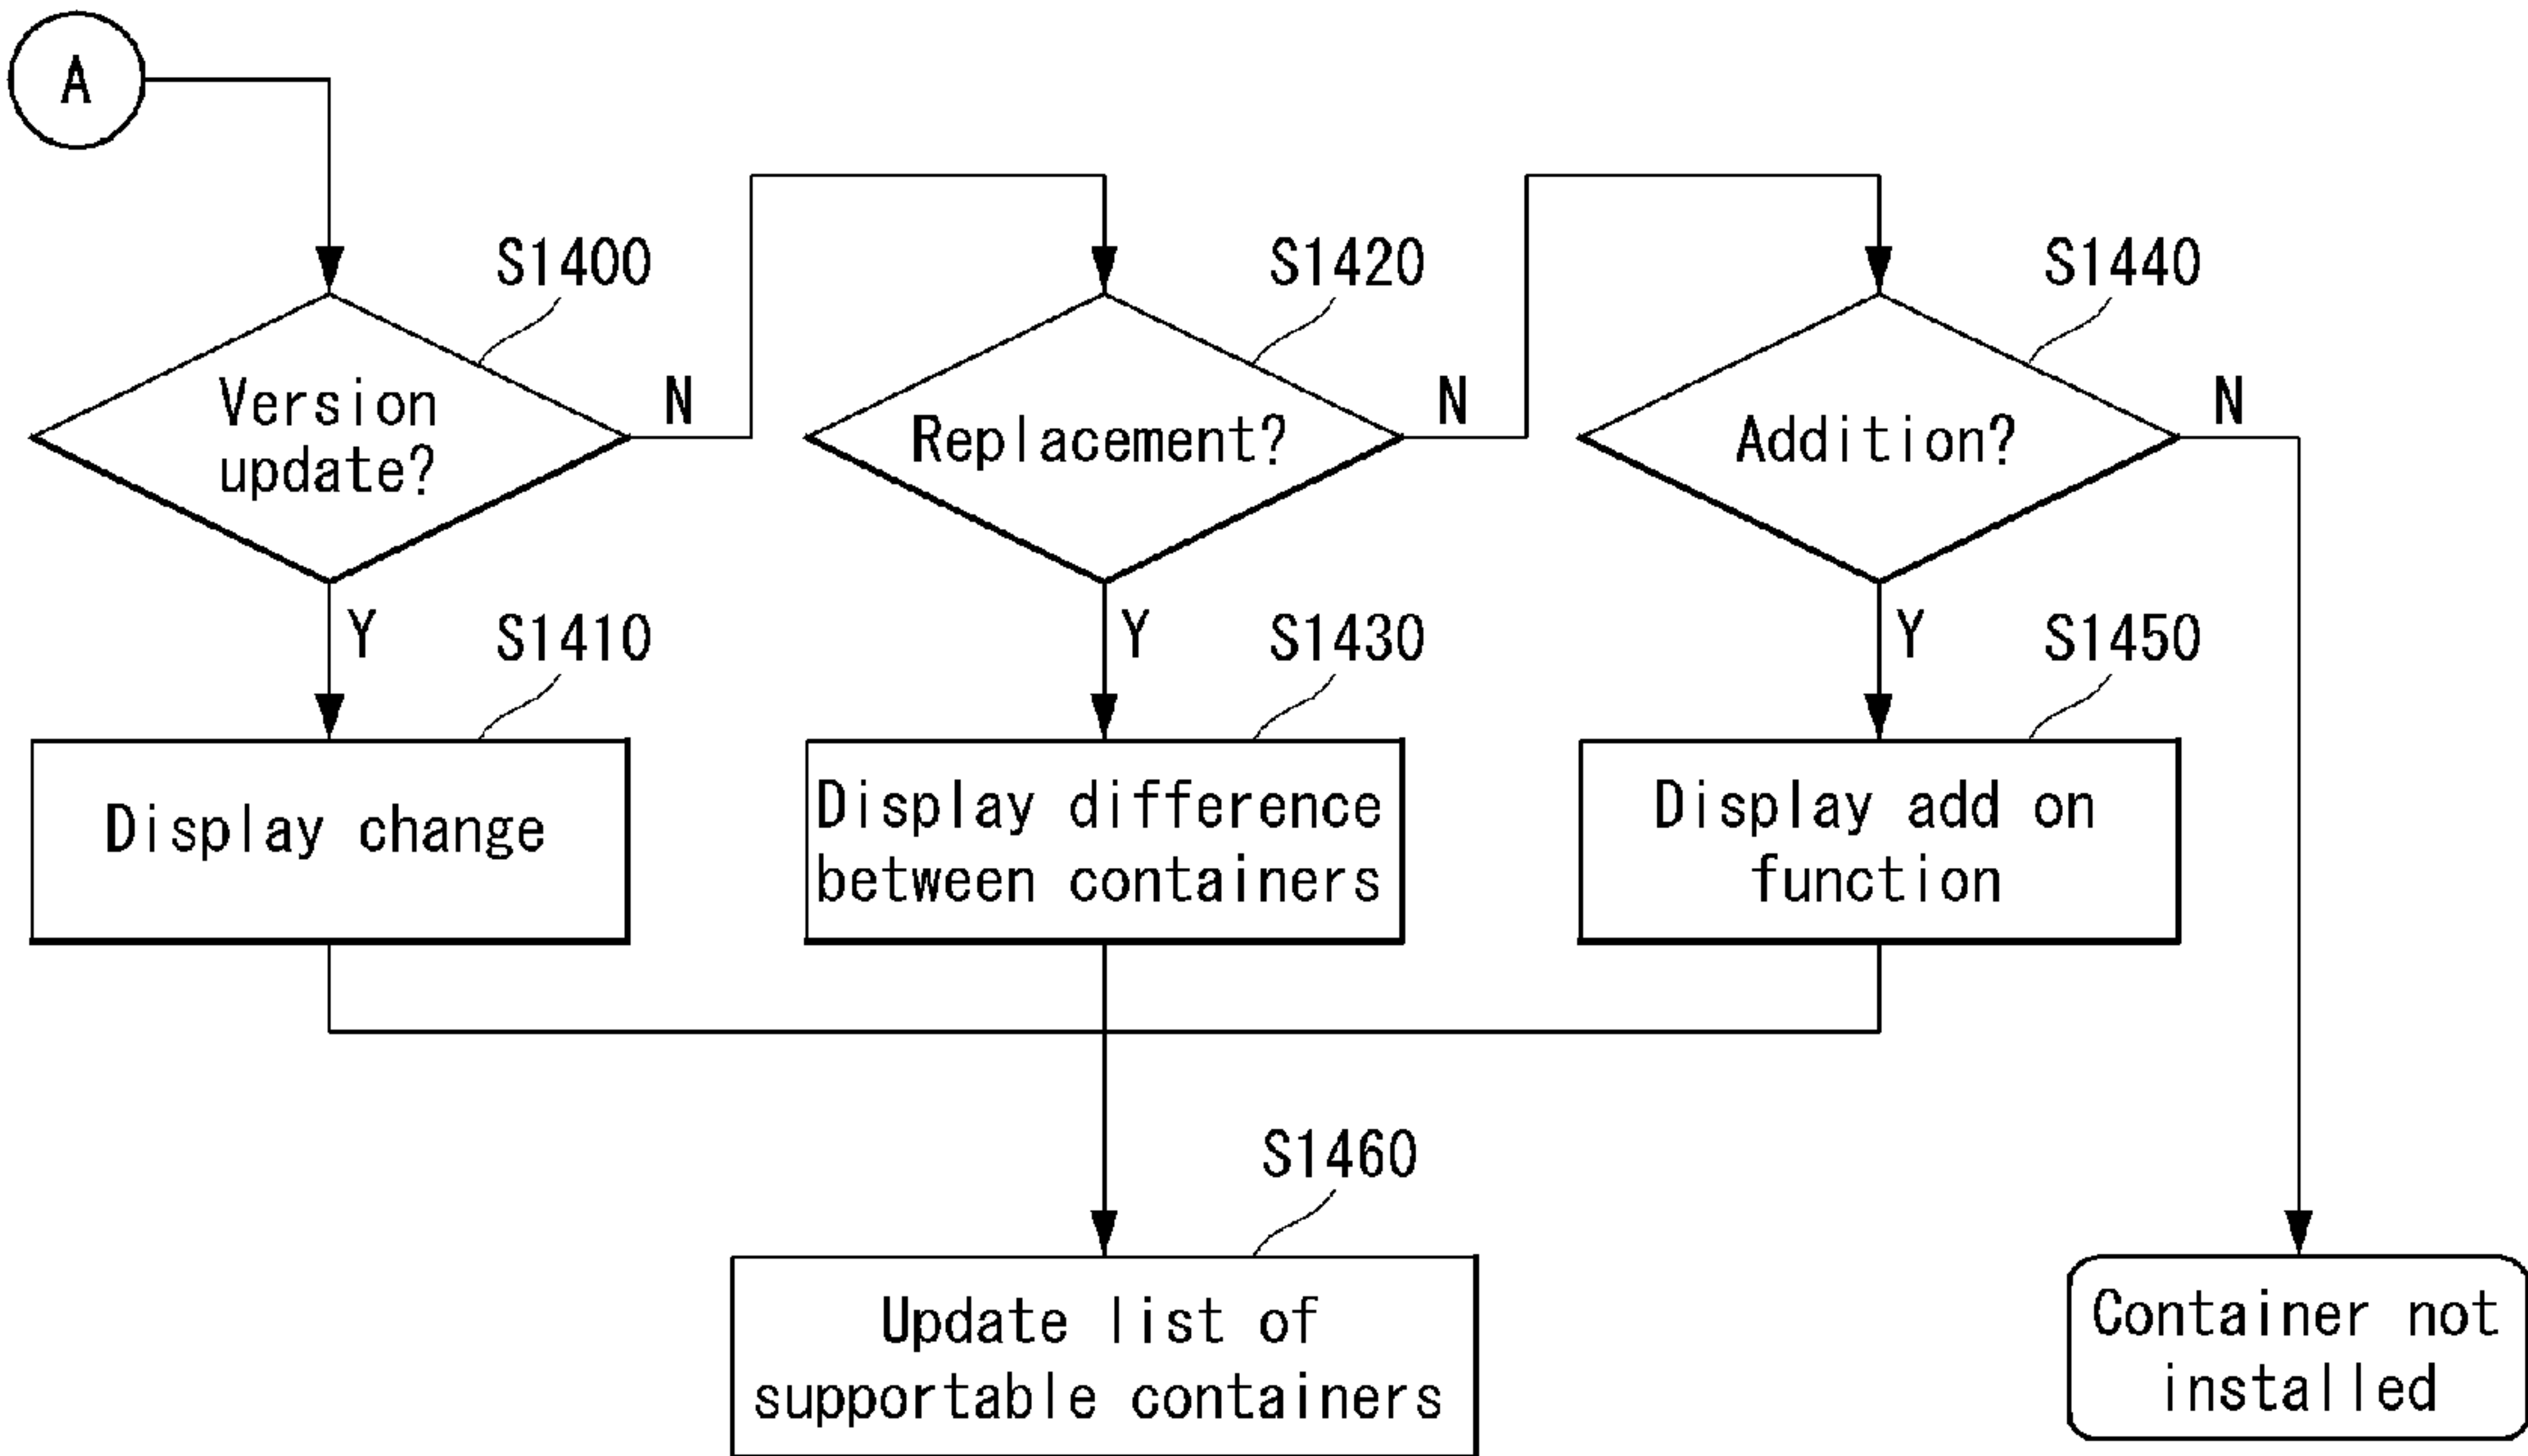 A
S1400
S1420
S1440
Version
update?
N
Replacement?
N
Addition?
N
Y
S1410
Y
S1430
Y
S1450
Display change
Display difference
between containers
Display add on
function
S1460
Update list of
supportable containers
Container not
installed